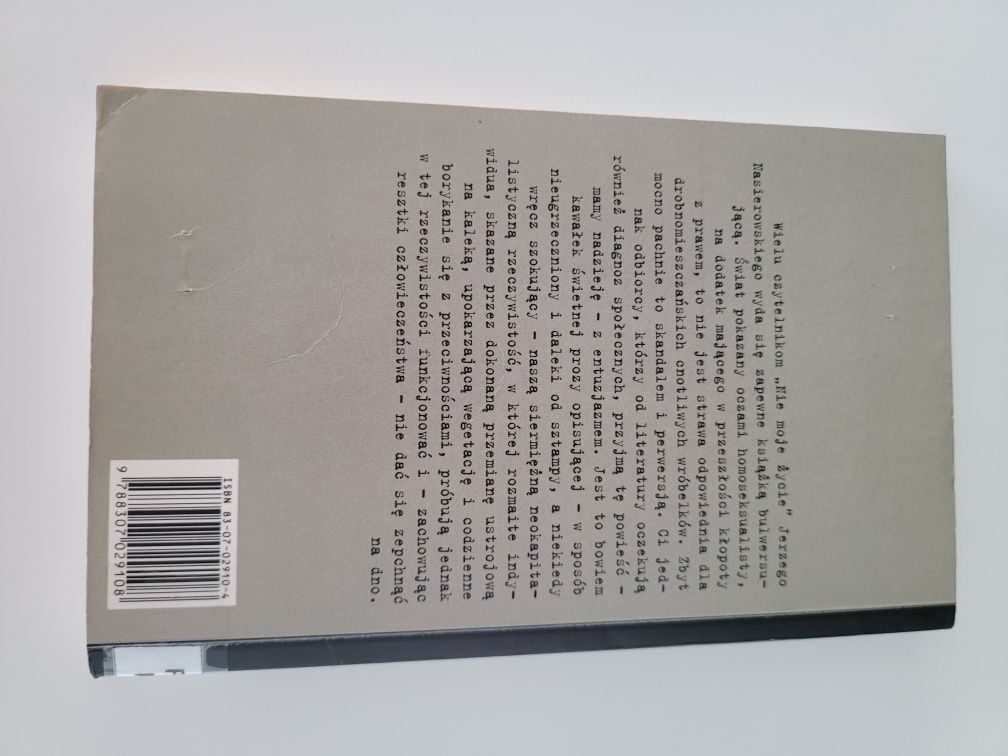 Wielu czytelnikom „Nie moje życie" Jerzego
Nasierowskiego wyda się zapewne książką bulwersu-
jącą. Świat pokazany oczami homoseksualisty,
na dodatek mającego w przeszłości kłopoty
z prawem, to nie jest strawa odpowiednia dla
drobnomieszczańskich cnotliwych wróbelków. Zbyt
mocno pachnie to skandalem i perwersją. Ci jed-
nak odbiorcy, którzy od literatury oczekują
również diagnoz społecznych, przyjmą tę powieść –
mamy nadzieję – z entuzjazmem. Jest to bowiem
kawałek świetnej prozy opisującej – w sposób
nieugrzeczniony i daleki od sztampy, a niekiedy
wręcz szokujący – naszą siermiężną neokapita-
listyczną rzeczywistość, w której rozmaite indy-
widua, skazane przez dokonaną przemianę ustrojową
na kaleką, upokarzającą wegetację i codzienne
borykanie się z przeciwnościami, próbują jednak
w tej rzeczywistości funkcjonować i – zachowując
resztki człowieczeństwa – nie dać się zepchnąć
na dno.
ISBN 83-07-02910-4
9 788307 029108